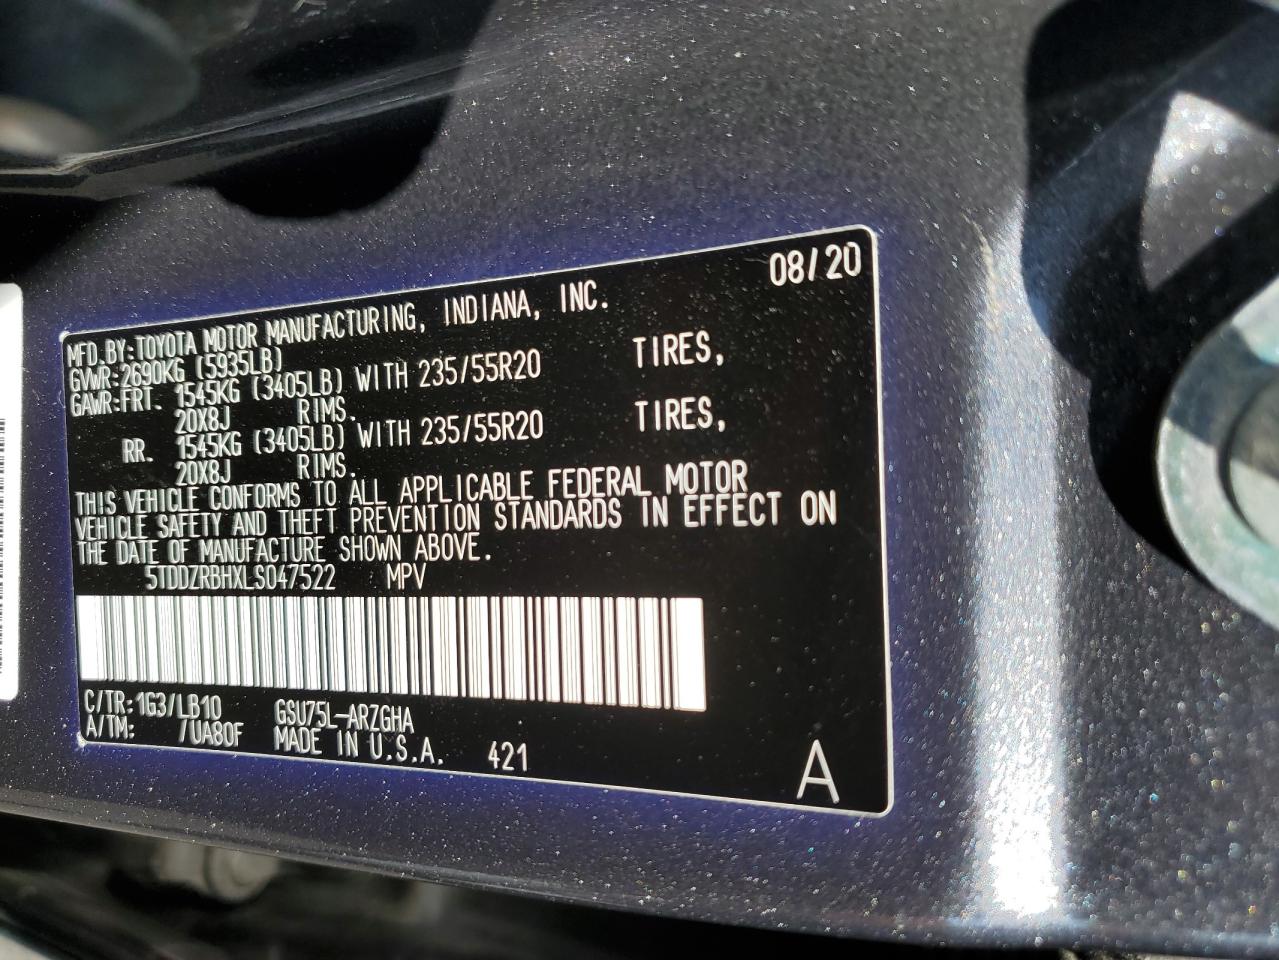 08/20
MFD.BY:TOYOTA MOTOR MANUFACTURING, INDIANA, INC.
GVWR:2690KG (5935LB)
GAWR:FRT. 1545KG (3405LB) WITH 235/55R20 TIRES,
20X8J RIMS.
RR. 1545KG (3405LB) WITH 235/55R20 TIRES,
20X8J RIMS.
THIS VEHICLE CONFORMS TO ALL APPLICABLE FEDERAL MOTOR
VEHICLE SAFETY AND THEFT PREVENTION STANDARDS IN EFFECT ON
THE DATE OF MANUFACTURE SHOWN ABOVE.
5TDDZRBHXLS047522 MPV
C/TR:1G3/LB10 GSU75L-ARZGHA
A/TM: /UA80F MADE IN U.S.A. 421
A